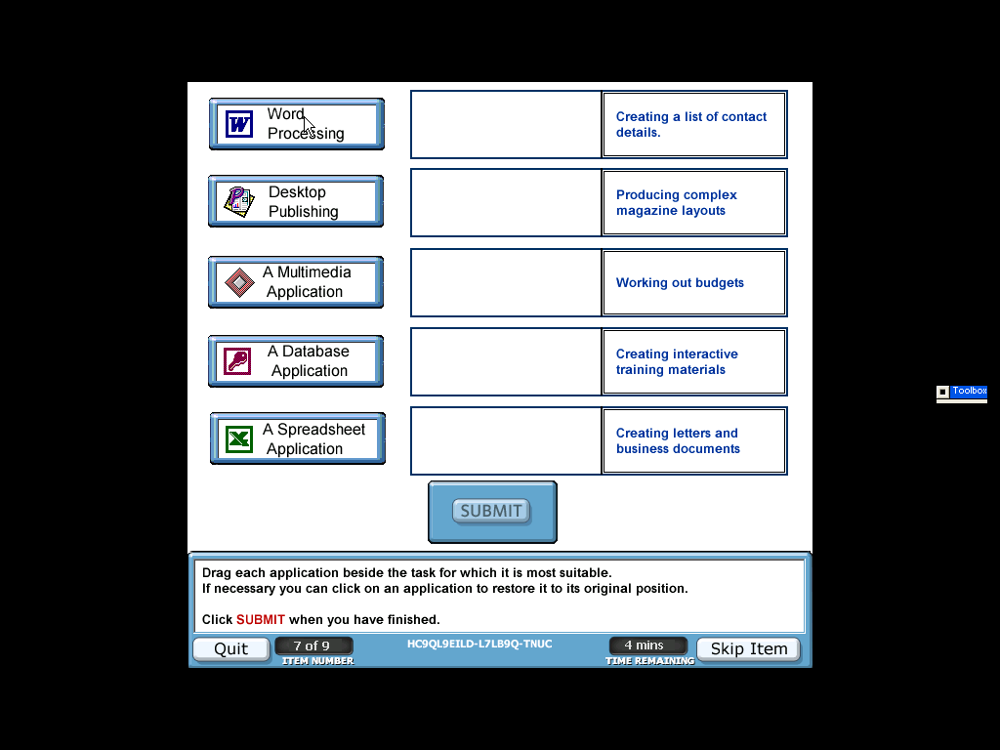 Word
Processing
Creating a list of contact
details.
Desktop
Publishing
Producing complex
magazine layouts
A Multimedia
Application
Working out budgets
A Database
Application
Creating interactive
training materials
A Spreadsheet
Application
Creating letters and
business documents
SUBMIT
Toolbox
Drag each application beside the task for which it is most suitable.
If necessary you can click on an application to restore it to its original position.
Click SUBMIT when you have finished.
Quit
7 of 9
ITEM NUMBER
HC9QL9EILD-L7LB9Q-TNUC
4 mins
TIME REMAINING
Skip Item